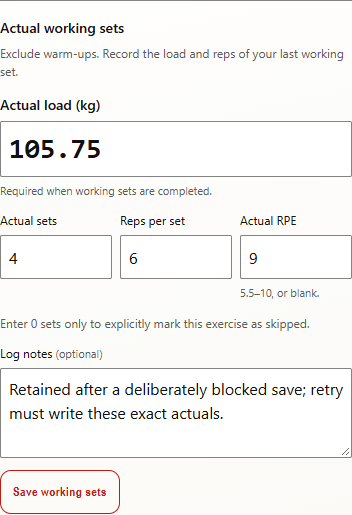 Actual working sets
Exclude warm-ups. Record the load and reps of your last working
set.
Actual load (kg)
105.75
Required when working sets are completed.
Actual sets Reps per set Actual RPE
4 6 9
5.5–10, or blank.
Enter 0 sets only to explicitly mark this exercise as skipped.
Log notes (optional)
Retained after a deliberately blocked save; retry
must write these exact actuals.
Save working sets